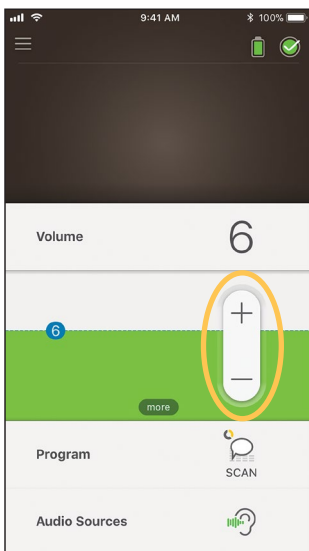 9:41 AM
100%
Volume
6
+
6
−
more
Program
SCAN
Audio Sources